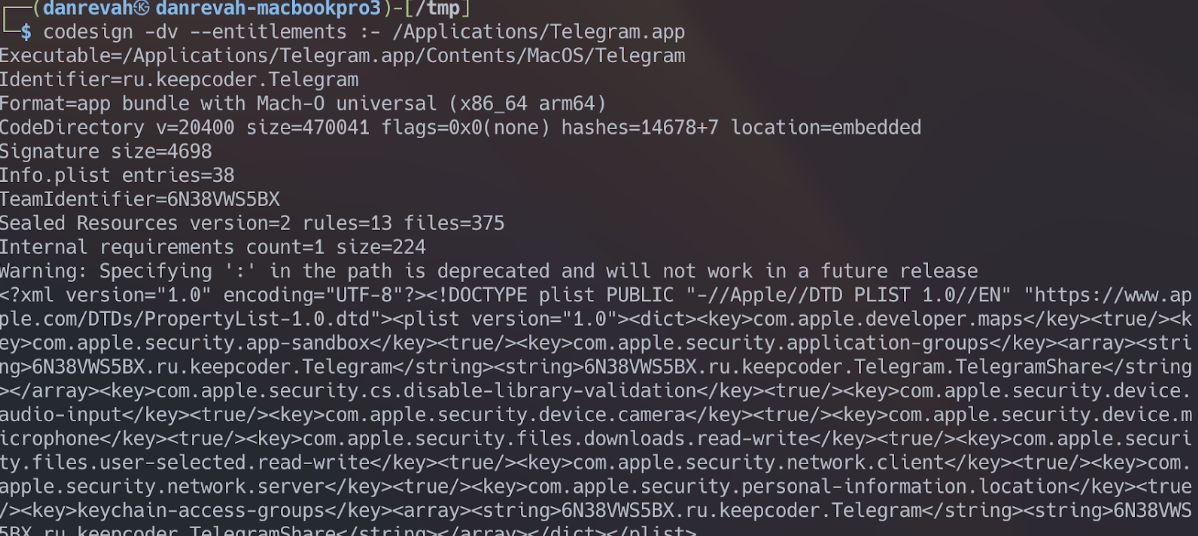 (danrevah㉿ danrevah-macbookpro3)-[/tmp]
$ codesign -dv --entitlements :- /Applications/Telegram.app
Executable=/Applications/Telegram.app/Contents/MacOS/Telegram
Identifier=ru.keepcoder.Telegram
Format=app bundle with Mach-O universal (x86_64 arm64)
CodeDirectory v=20400 size=470041 flags=0x0(none) hashes=14678+7 location=embedded
Signature size=4698
Info.plist entries=38
TeamIdentifier=6N38VWS5BX
Sealed Resources version=2 rules=13 files=375
Internal requirements count=1 size=224
Warning: Specifying ':' in the path is deprecated and will not work in a future release
<?xml version="1.0" encoding="UTF-8"?><!DOCTYPE plist PUBLIC "-//Apple//DTD PLIST 1.0//EN" "https://www.ap
ple.com/DTDs/PropertyList-1.0.dtd"><plist version="1.0"><dict><key>com.apple.developer.maps</key><true/><k
ey>com.apple.security.app-sandbox</key><true/><key>com.apple.security.application-groups</key><array><stri
ng>6N38VWS5BX.ru.keepcoder.Telegram</string><string>6N38VWS5BX.ru.keepcoder.Telegram.TelegramShare</string
></array><key>com.apple.security.cs.disable-library-validation</key><true/><key>com.apple.security.device.
audio-input</key><true/><key>com.apple.security.device.camera</key><true/><key>com.apple.security.device.m
icrophone</key><true/><key>com.apple.security.files.downloads.read-write</key><true/><key>com.apple.securi
ty.files.user-selected.read-write</key><true/><key>com.apple.security.network.client</key><true/><key>com.
apple.security.network.server</key><true/><key>com.apple.security.personal-information.location</key><true
/><key>keychain-access-groups</key><array><string>6N38VWS5BX.ru.keepcoder.Telegram</string><string>6N38VWS
5BX.ru.keepcoder.TelegramShare</string></array></dict></plist>